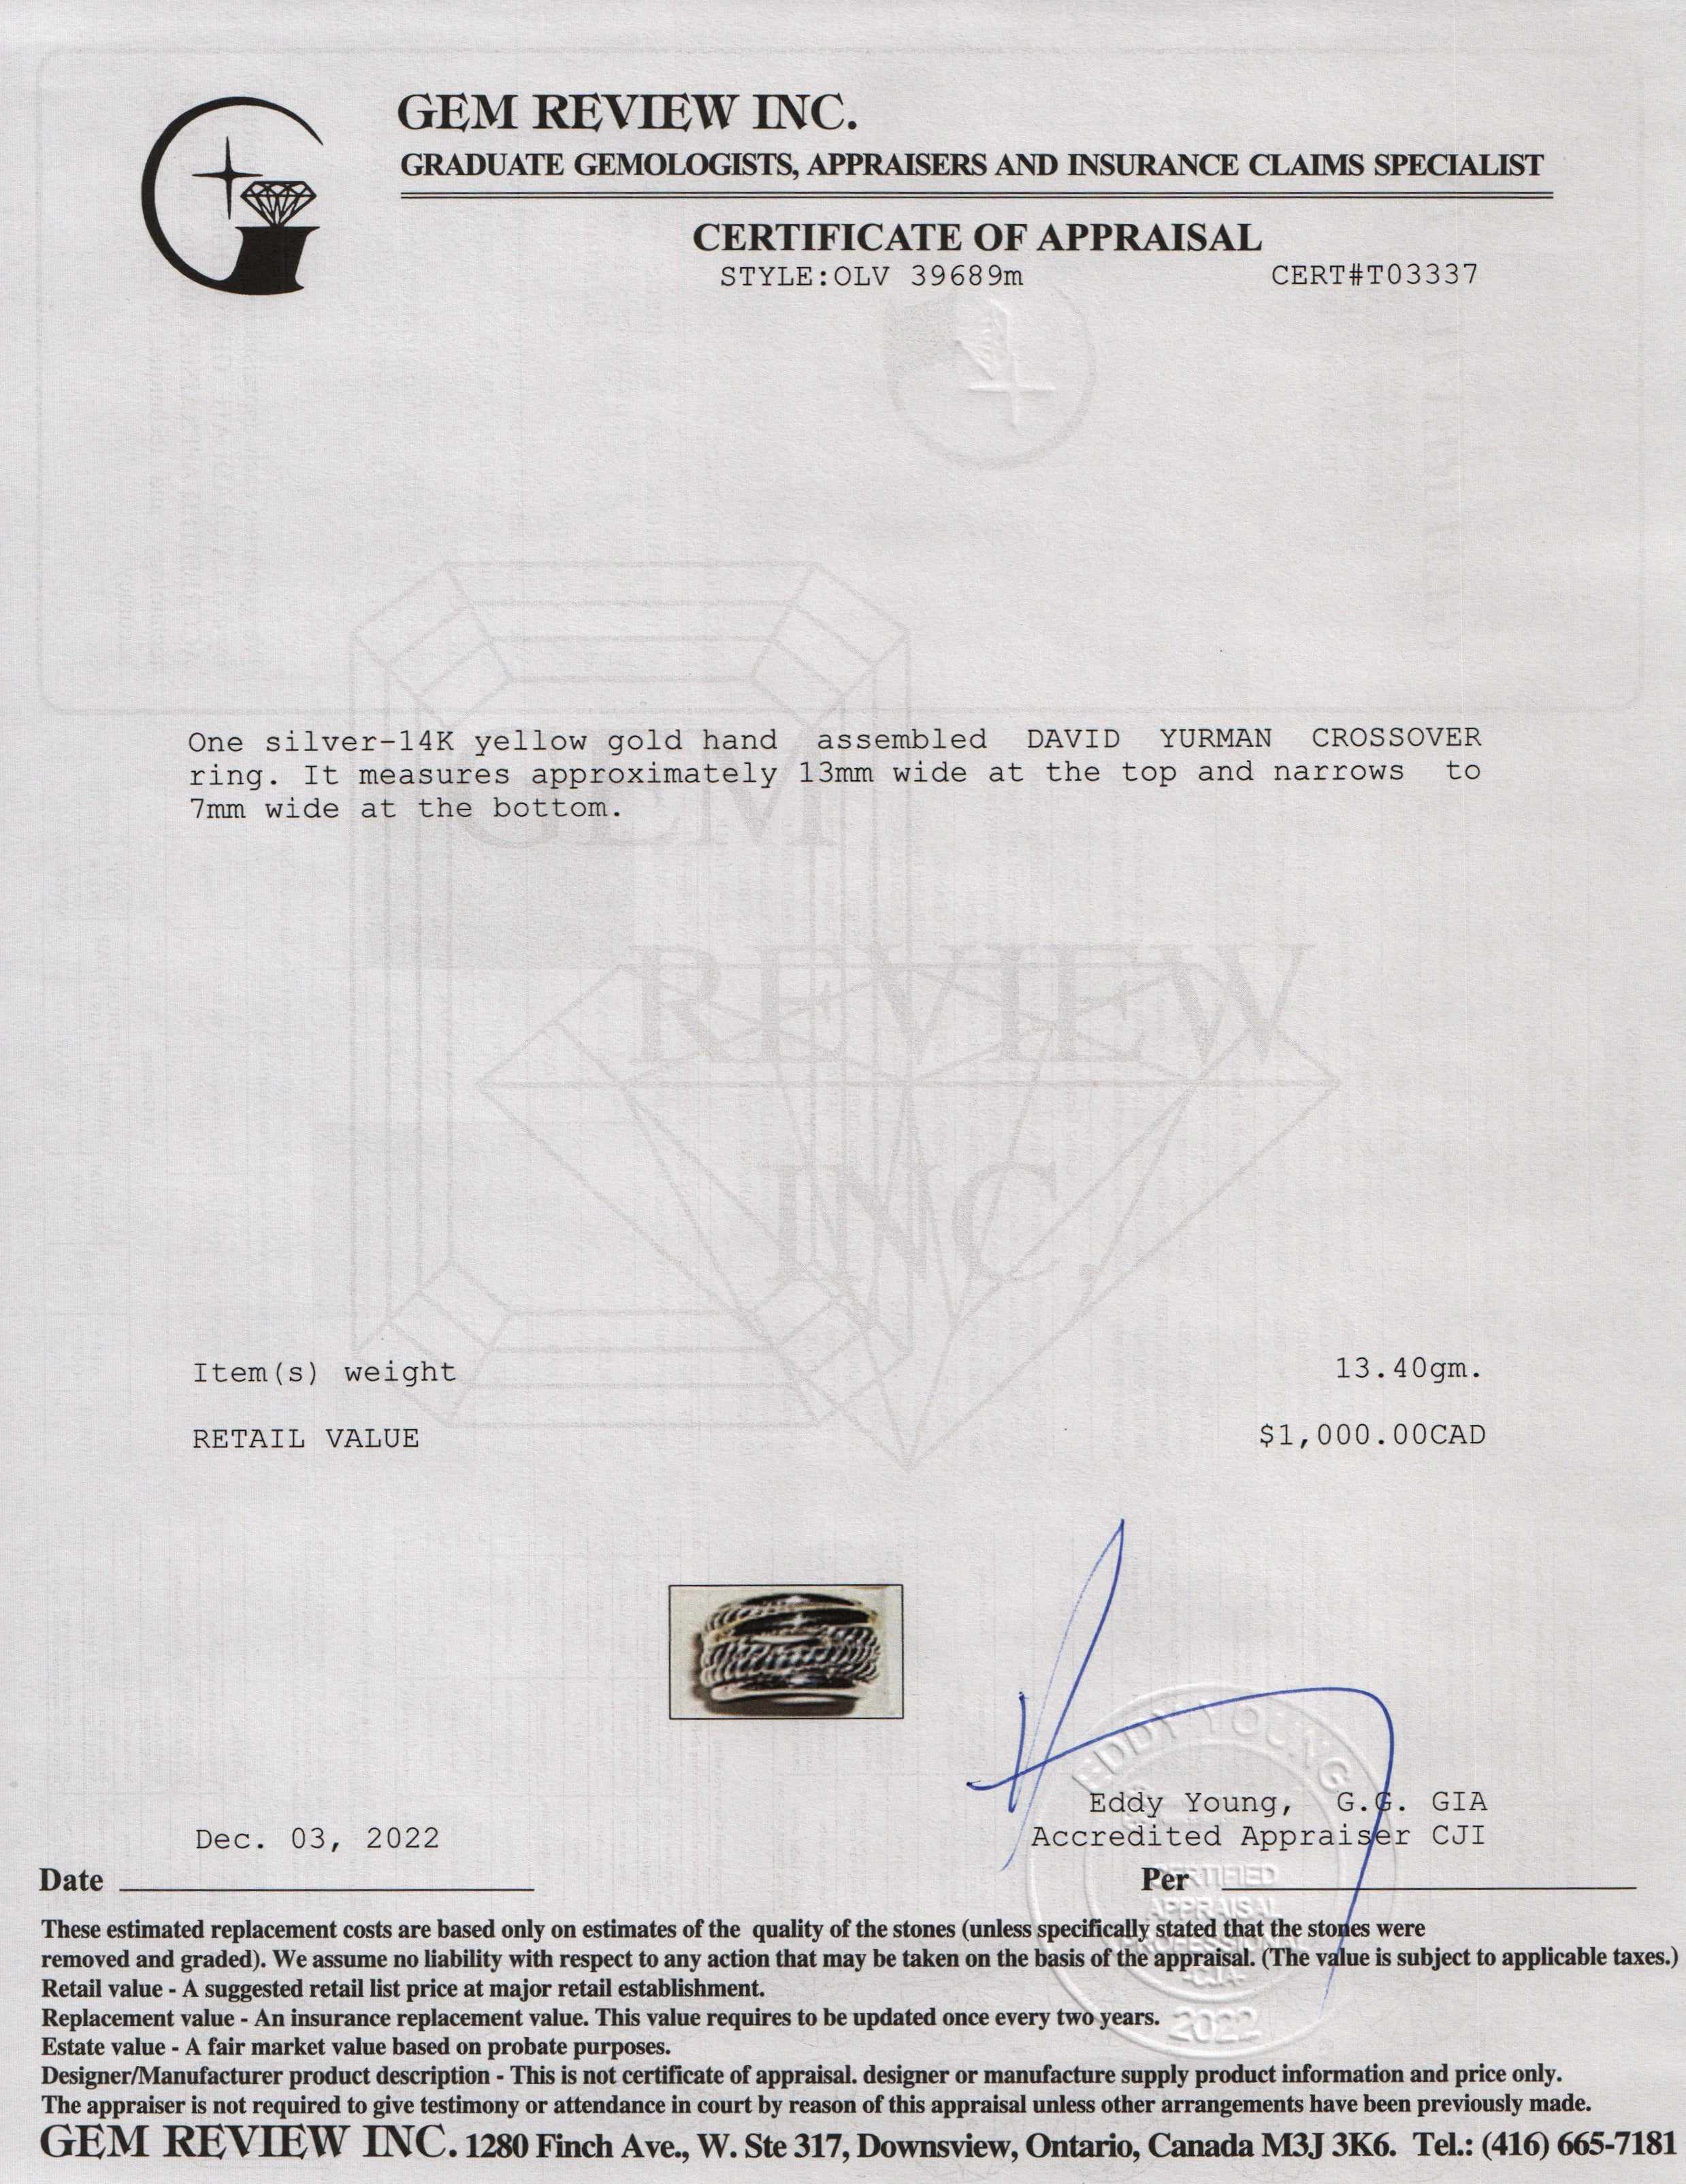 GEM REVIEW INC.
GRADUATE GEMOLOGISTS, APPRAISERS AND INSURANCE CLAIMS SPECIALIST
CERTIFICATE OF APPRAISAL
STYLE:OLV 39689m CERT#T03337
One silver-14K yellow gold hand assembled DAVID YURMAN CROSSOVER
ring. It measures approximately 13mm wide at the top and narrows to
7mm wide at the bottom.
GEM
REVIEW
INC.
Item(s) weight 13.40gm.
RETAIL VALUE $1,000.00CAD
EDDY YOUNG
Eddy Young, G.G. GIA
Dec. 03, 2022 Accredited Appraiser CJI
Date Per
CERTIFIED
APPRAISAL
PROFESSIONAL
-CJA-
2022
These estimated replacement costs are based only on estimates of the quality of the stones (unless specifically stated that the stones were
removed and graded). We assume no liability with respect to any action that may be taken on the basis of the appraisal. (The value is subject to applicable taxes.)
Retail value - A suggested retail list price at major retail establishment.
Replacement value - An insurance replacement value. This value requires to be updated once every two years.
Estate value - A fair market value based on probate purposes.
Designer/Manufacturer product description - This is not certificate of appraisal. designer or manufacture supply product information and price only.
The appraiser is not required to give testimony or attendance in court by reason of this appraisal unless other arrangements have been previously made.
GEM REVIEW INC. 1280 Finch Ave., W. Ste 317, Downsview, Ontario, Canada M3J 3K6. Tel.: (416) 665-7181